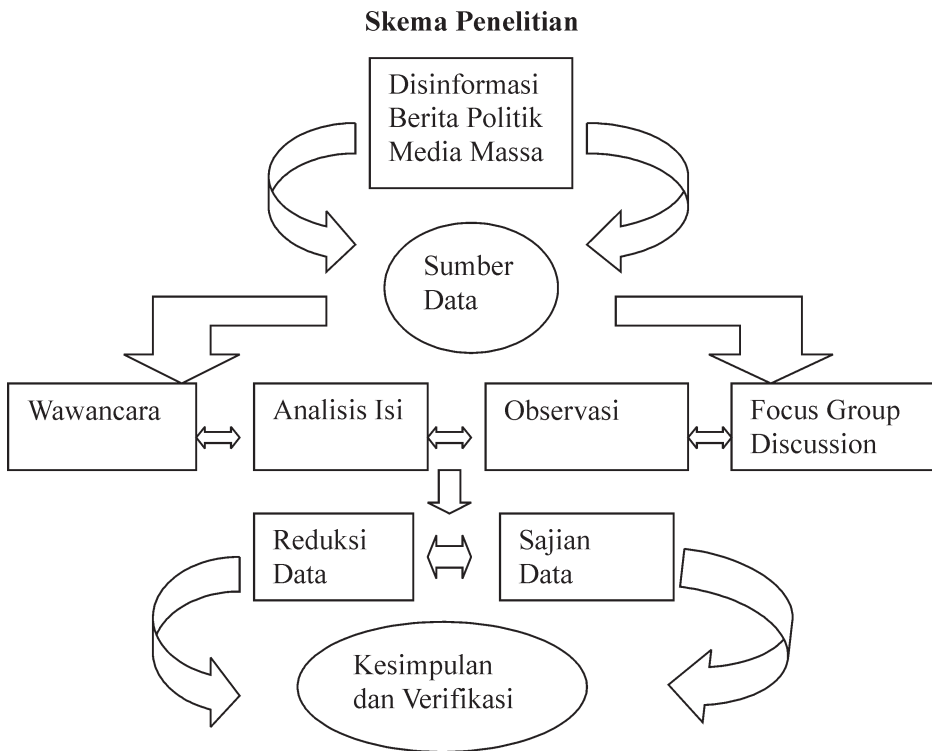 Skema Penelitian
Disinformasi
Berita Politik
Media Massa
Sumber
Data
Wawancara
Analisis Isi
Observasi
Focus Group
Discussion
Reduksi
Data
Sajian
Data
Kesimpulan
dan Verifikasi